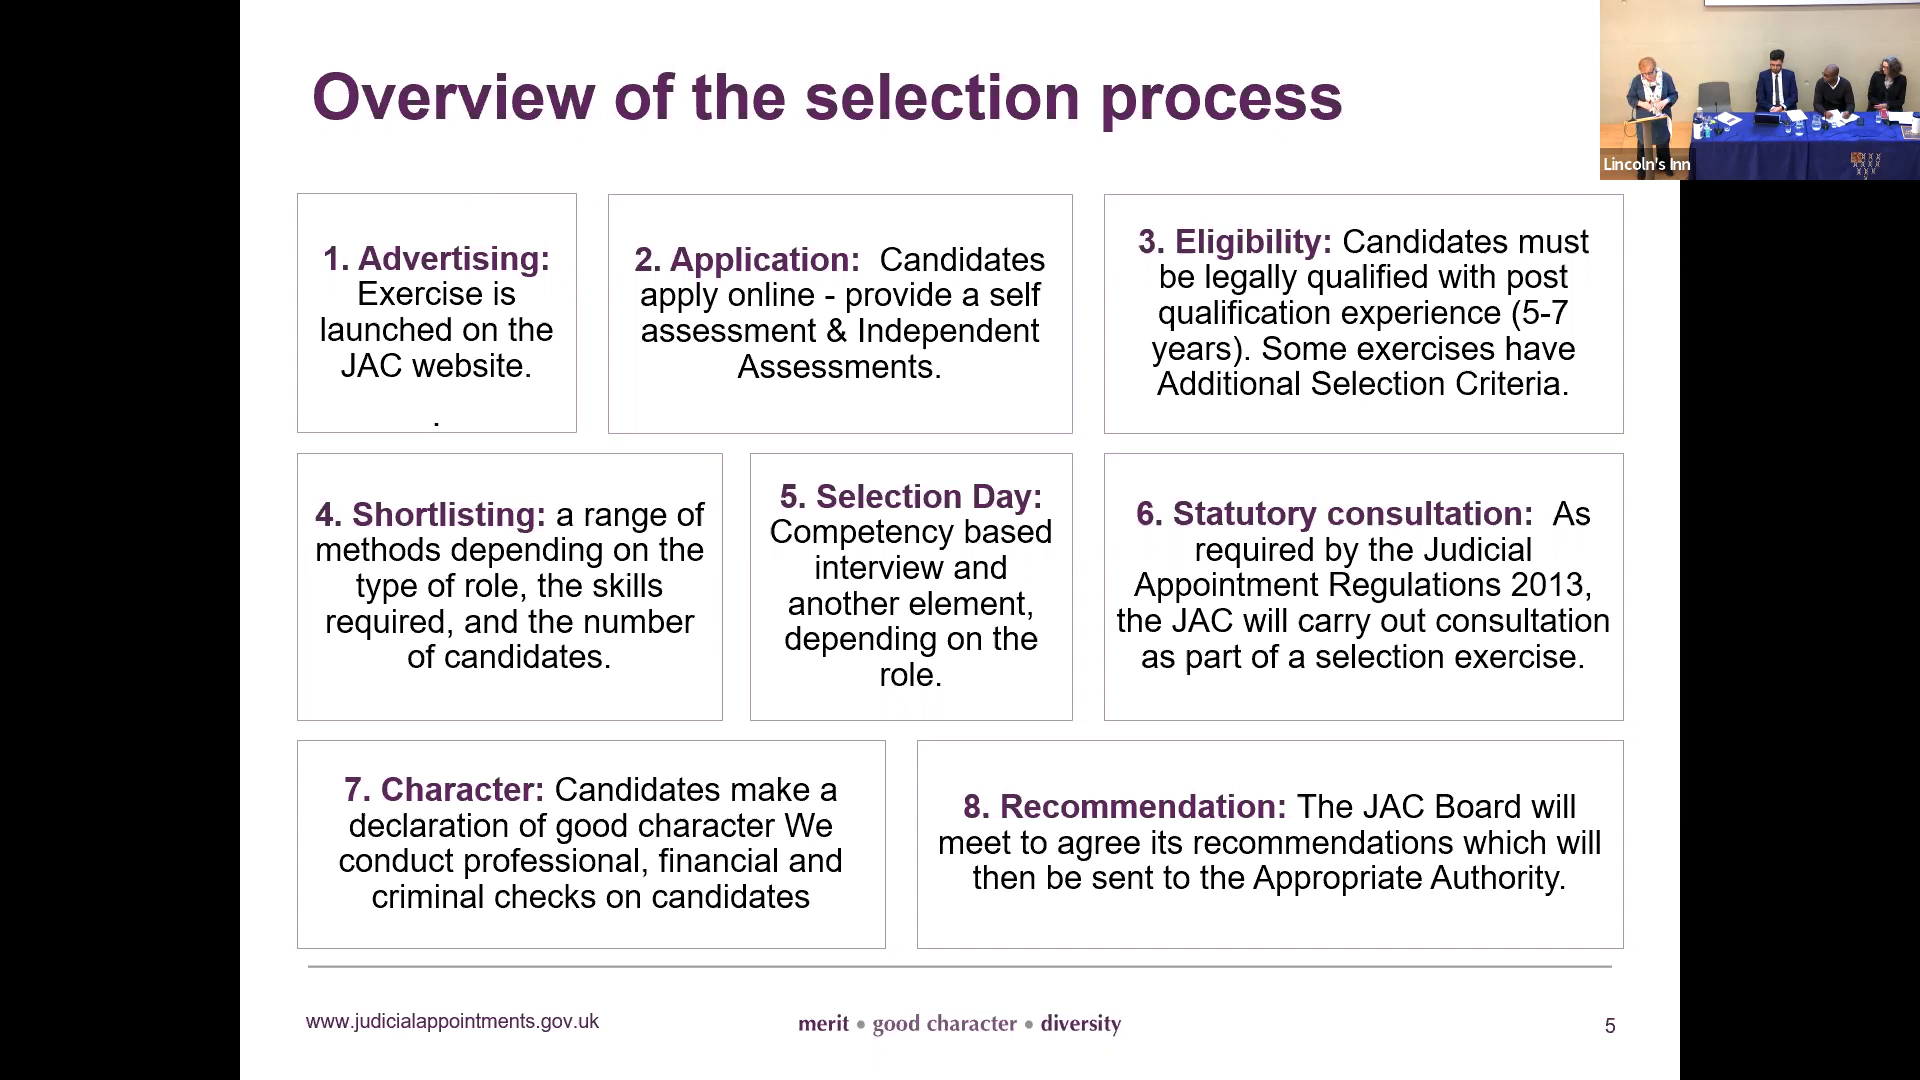 Overview of the selection process
Lincoln's Inn
1. Advertising:
Exercise is
launched on the
JAC website.
.
2. Application:  Candidates
apply online - provide a self
assessment & Independent
Assessments.
3. Eligibility: Candidates must
be legally qualified with post
qualification experience (5-7
years). Some exercises have
Additional Selection Criteria.
4. Shortlisting: a range of
methods depending on the
type of role, the skills
required, and the number
of candidates.
5. Selection Day:
Competency based
interview and
another element,
depending on the
role.
6. Statutory consultation:  As
required by the Judicial
Appointment Regulations 2013,
the JAC will carry out consultation
as part of a selection exercise.
7. Character: Candidates make a
declaration of good character We
conduct professional, financial and
criminal checks on candidates
8. Recommendation: The JAC Board will
meet to agree its recommendations which will
then be sent to the Appropriate Authority.
www.judicialappointments.gov.uk
merit • good character • diversity
5